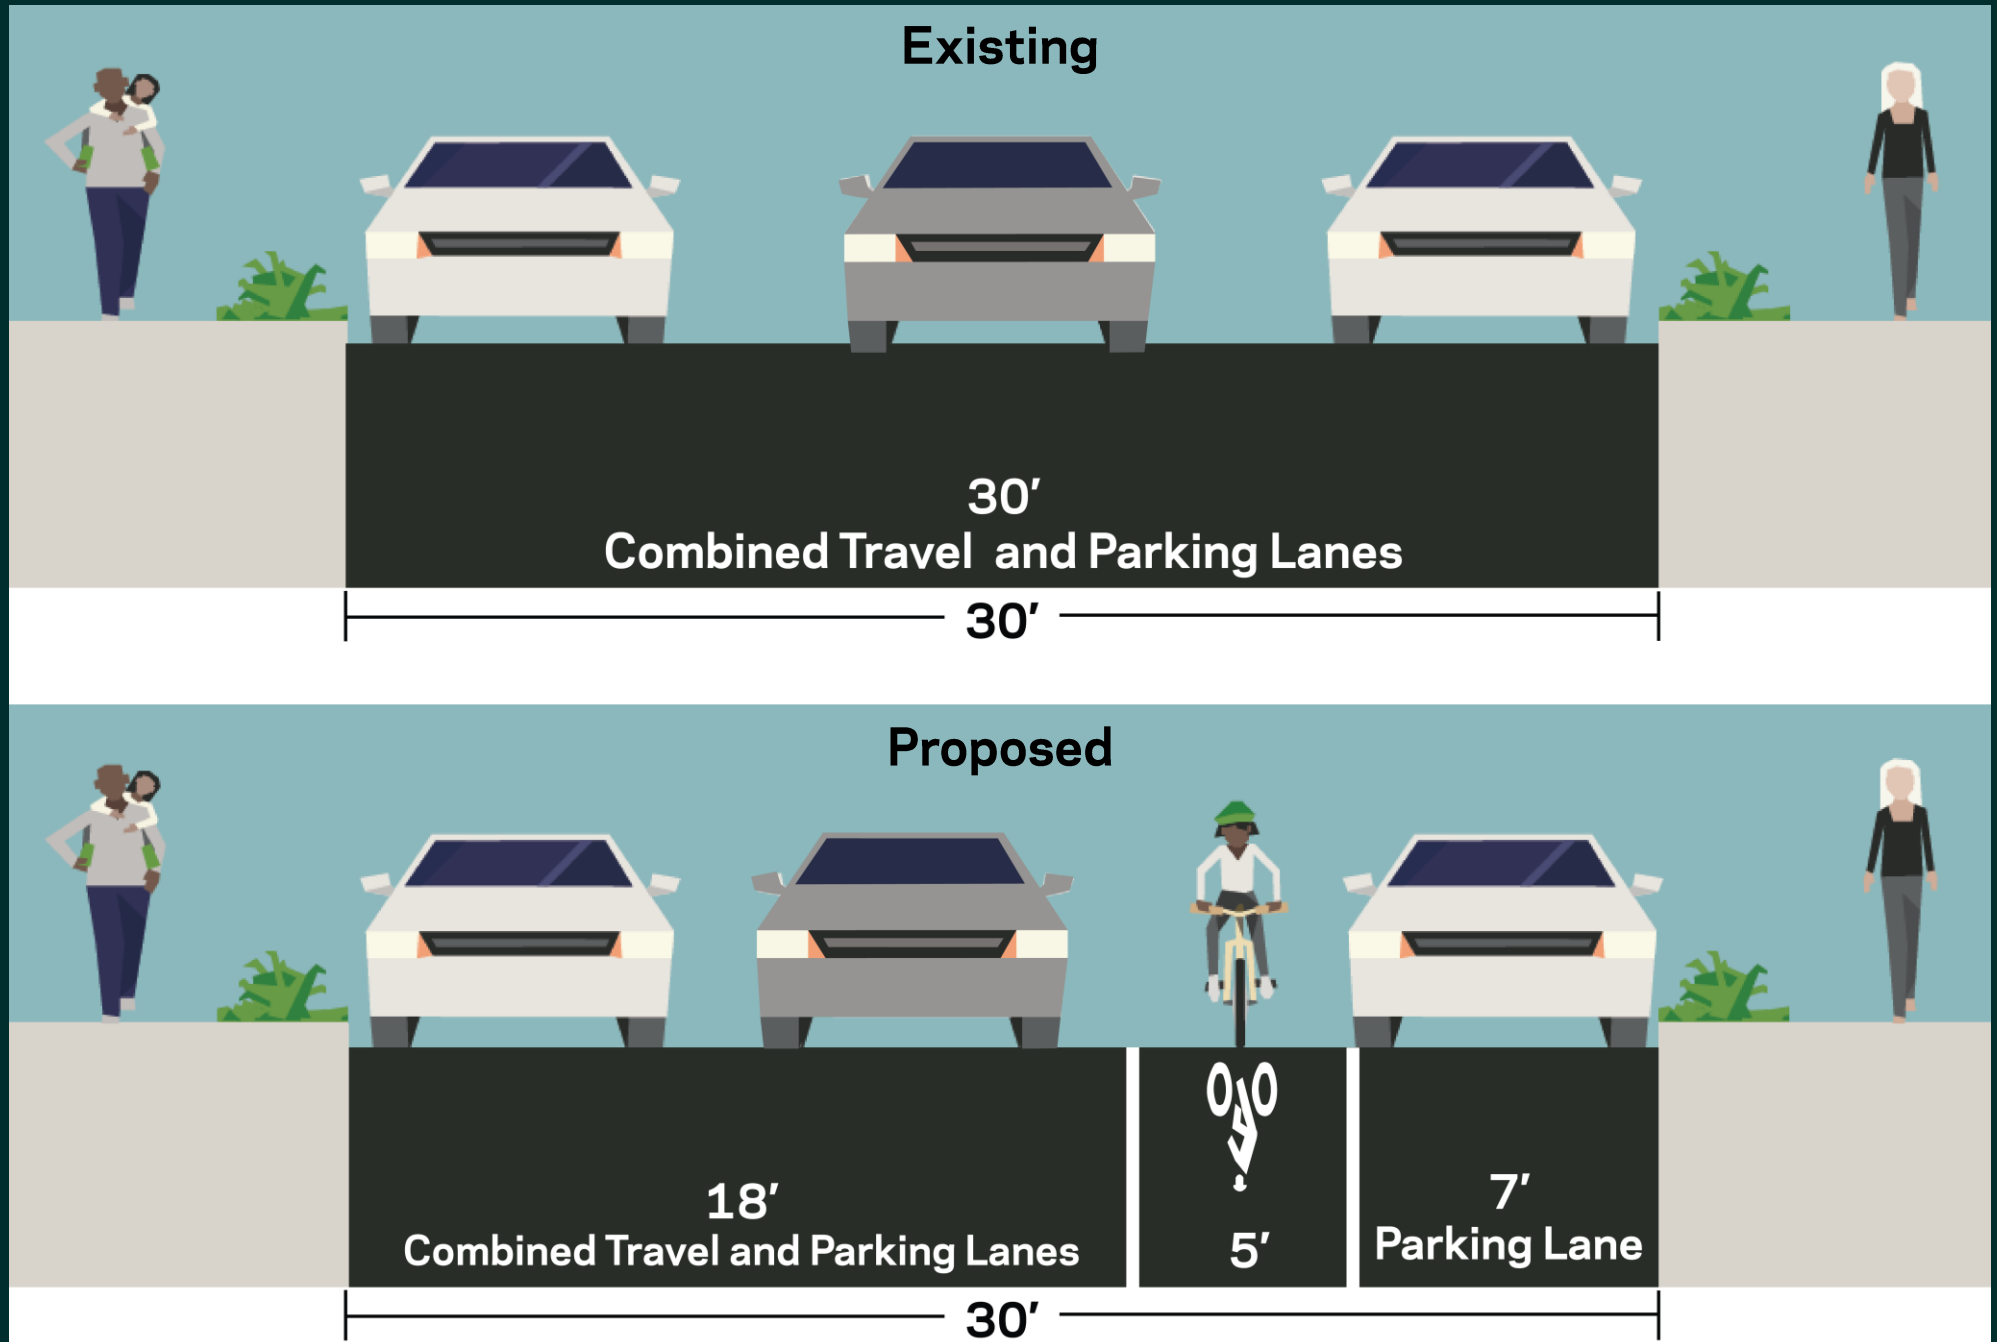 Existing
30′
Combined Travel and Parking Lanes
30′
Proposed
18′
Combined Travel and Parking Lanes
5′
7′
Parking Lane
30′